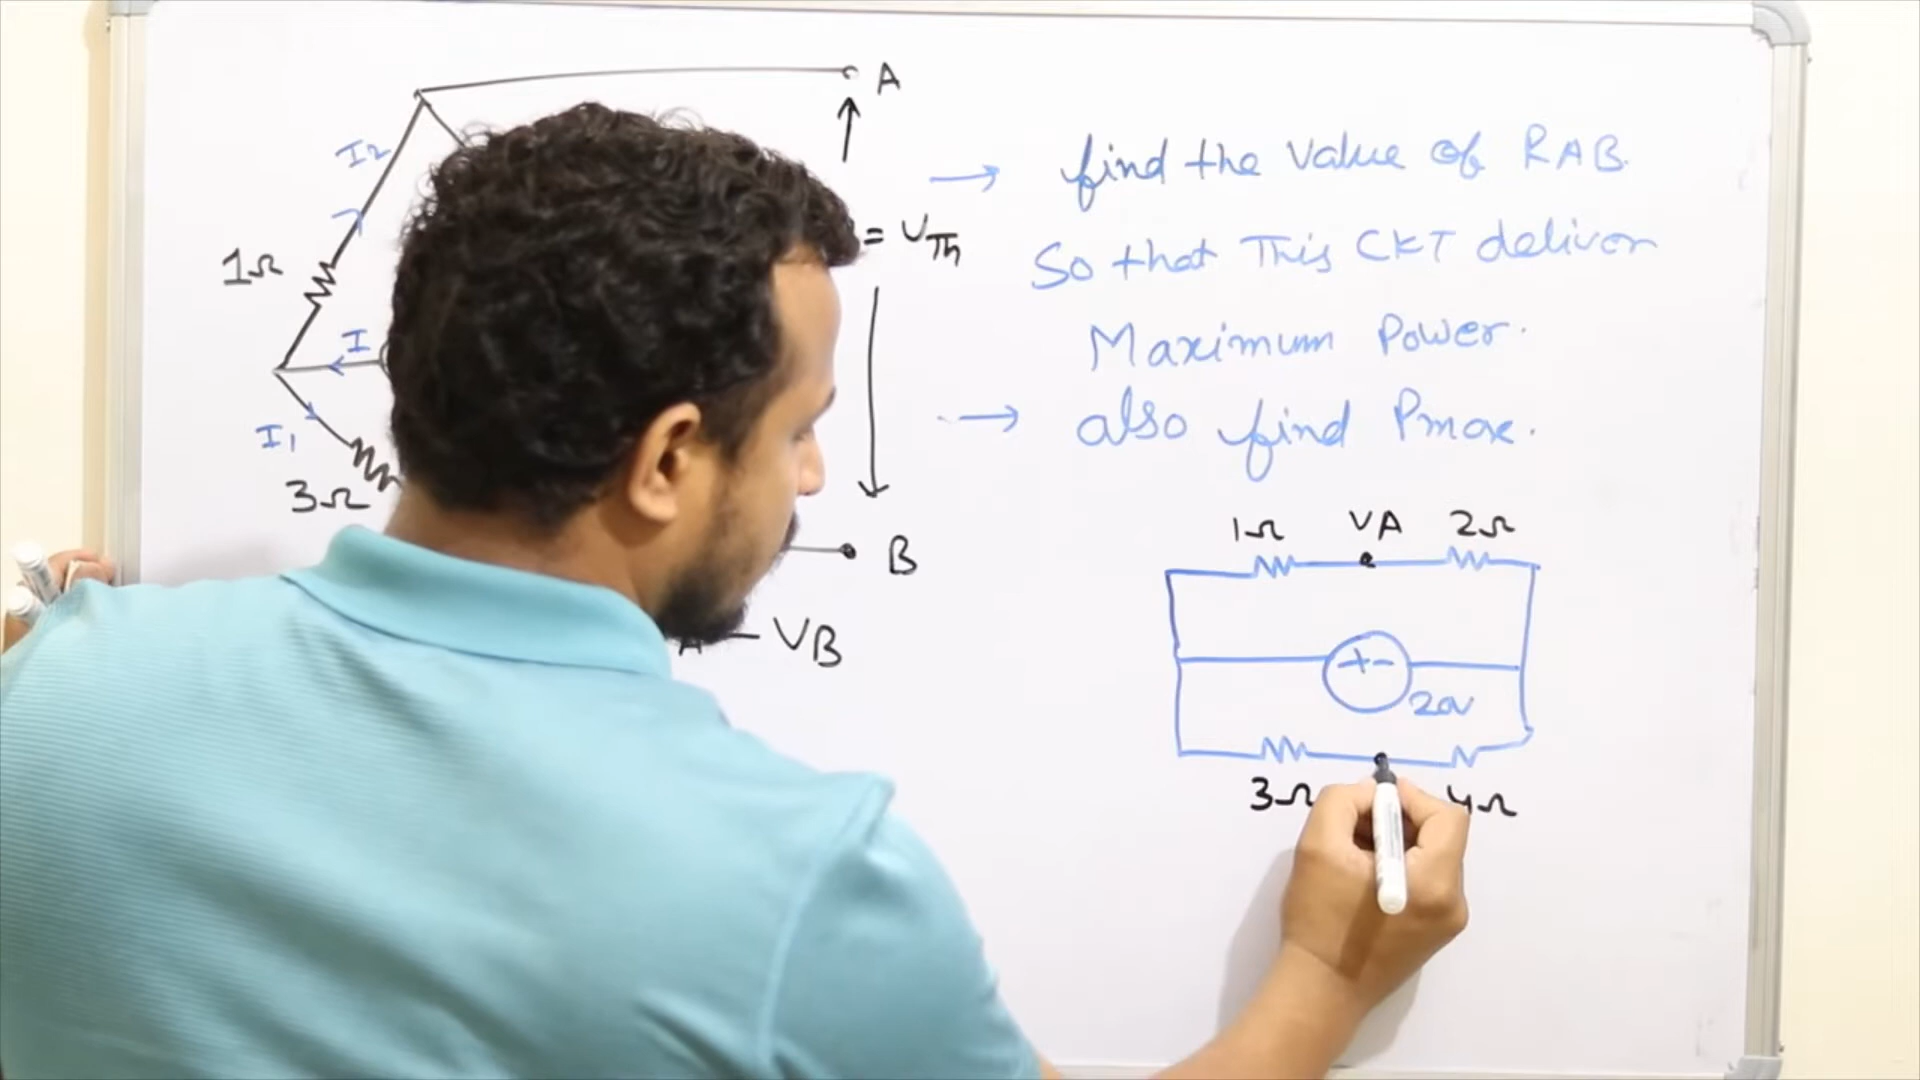 A
I2
1Ω
I
I1
3Ω
= VTh
B
A - VB
→ find the value of RAB.
So that This CKT deliver
Maximum Power.
→ also find Pmax.
1Ω VA 2Ω
+ -
20V
3Ω 4Ω